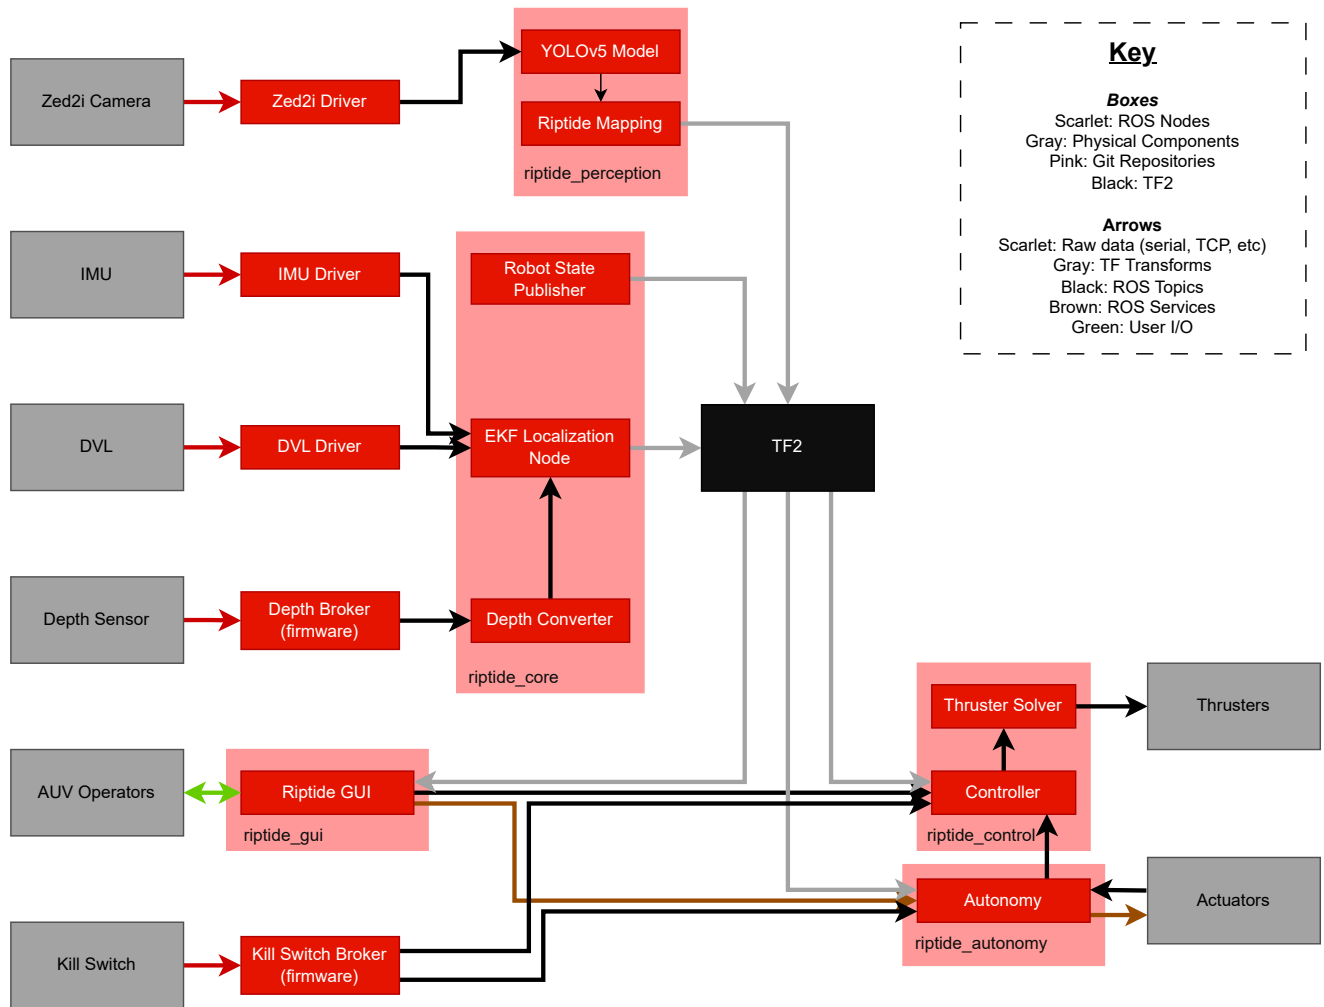 YOLOv5 Model
Zed2i Camera
Zed2i Driver
Riptide Mapping
riptide_perception
Key
Boxes
Scarlet: ROS Nodes
Gray: Physical Components
Pink: Git Repositories
Black: TF2
Arrows
Scarlet: Raw data (serial, TCP, etc)
Gray: TF Transforms
Black: ROS Topics
Brown: ROS Services
Green: User I/O
IMU
IMU Driver
Robot State
Publisher
DVL
DVL Driver
EKF Localization
Node
TF2
Depth Sensor
Depth Broker
(firmware)
Depth Converter
riptide_core
Thruster Solver
Thrusters
AUV Operators
Riptide GUI
riptide_gui
Controller
riptide_control
Autonomy
riptide_autonomy
Actuators
Kill Switch
Kill Switch Broker
(firmware)